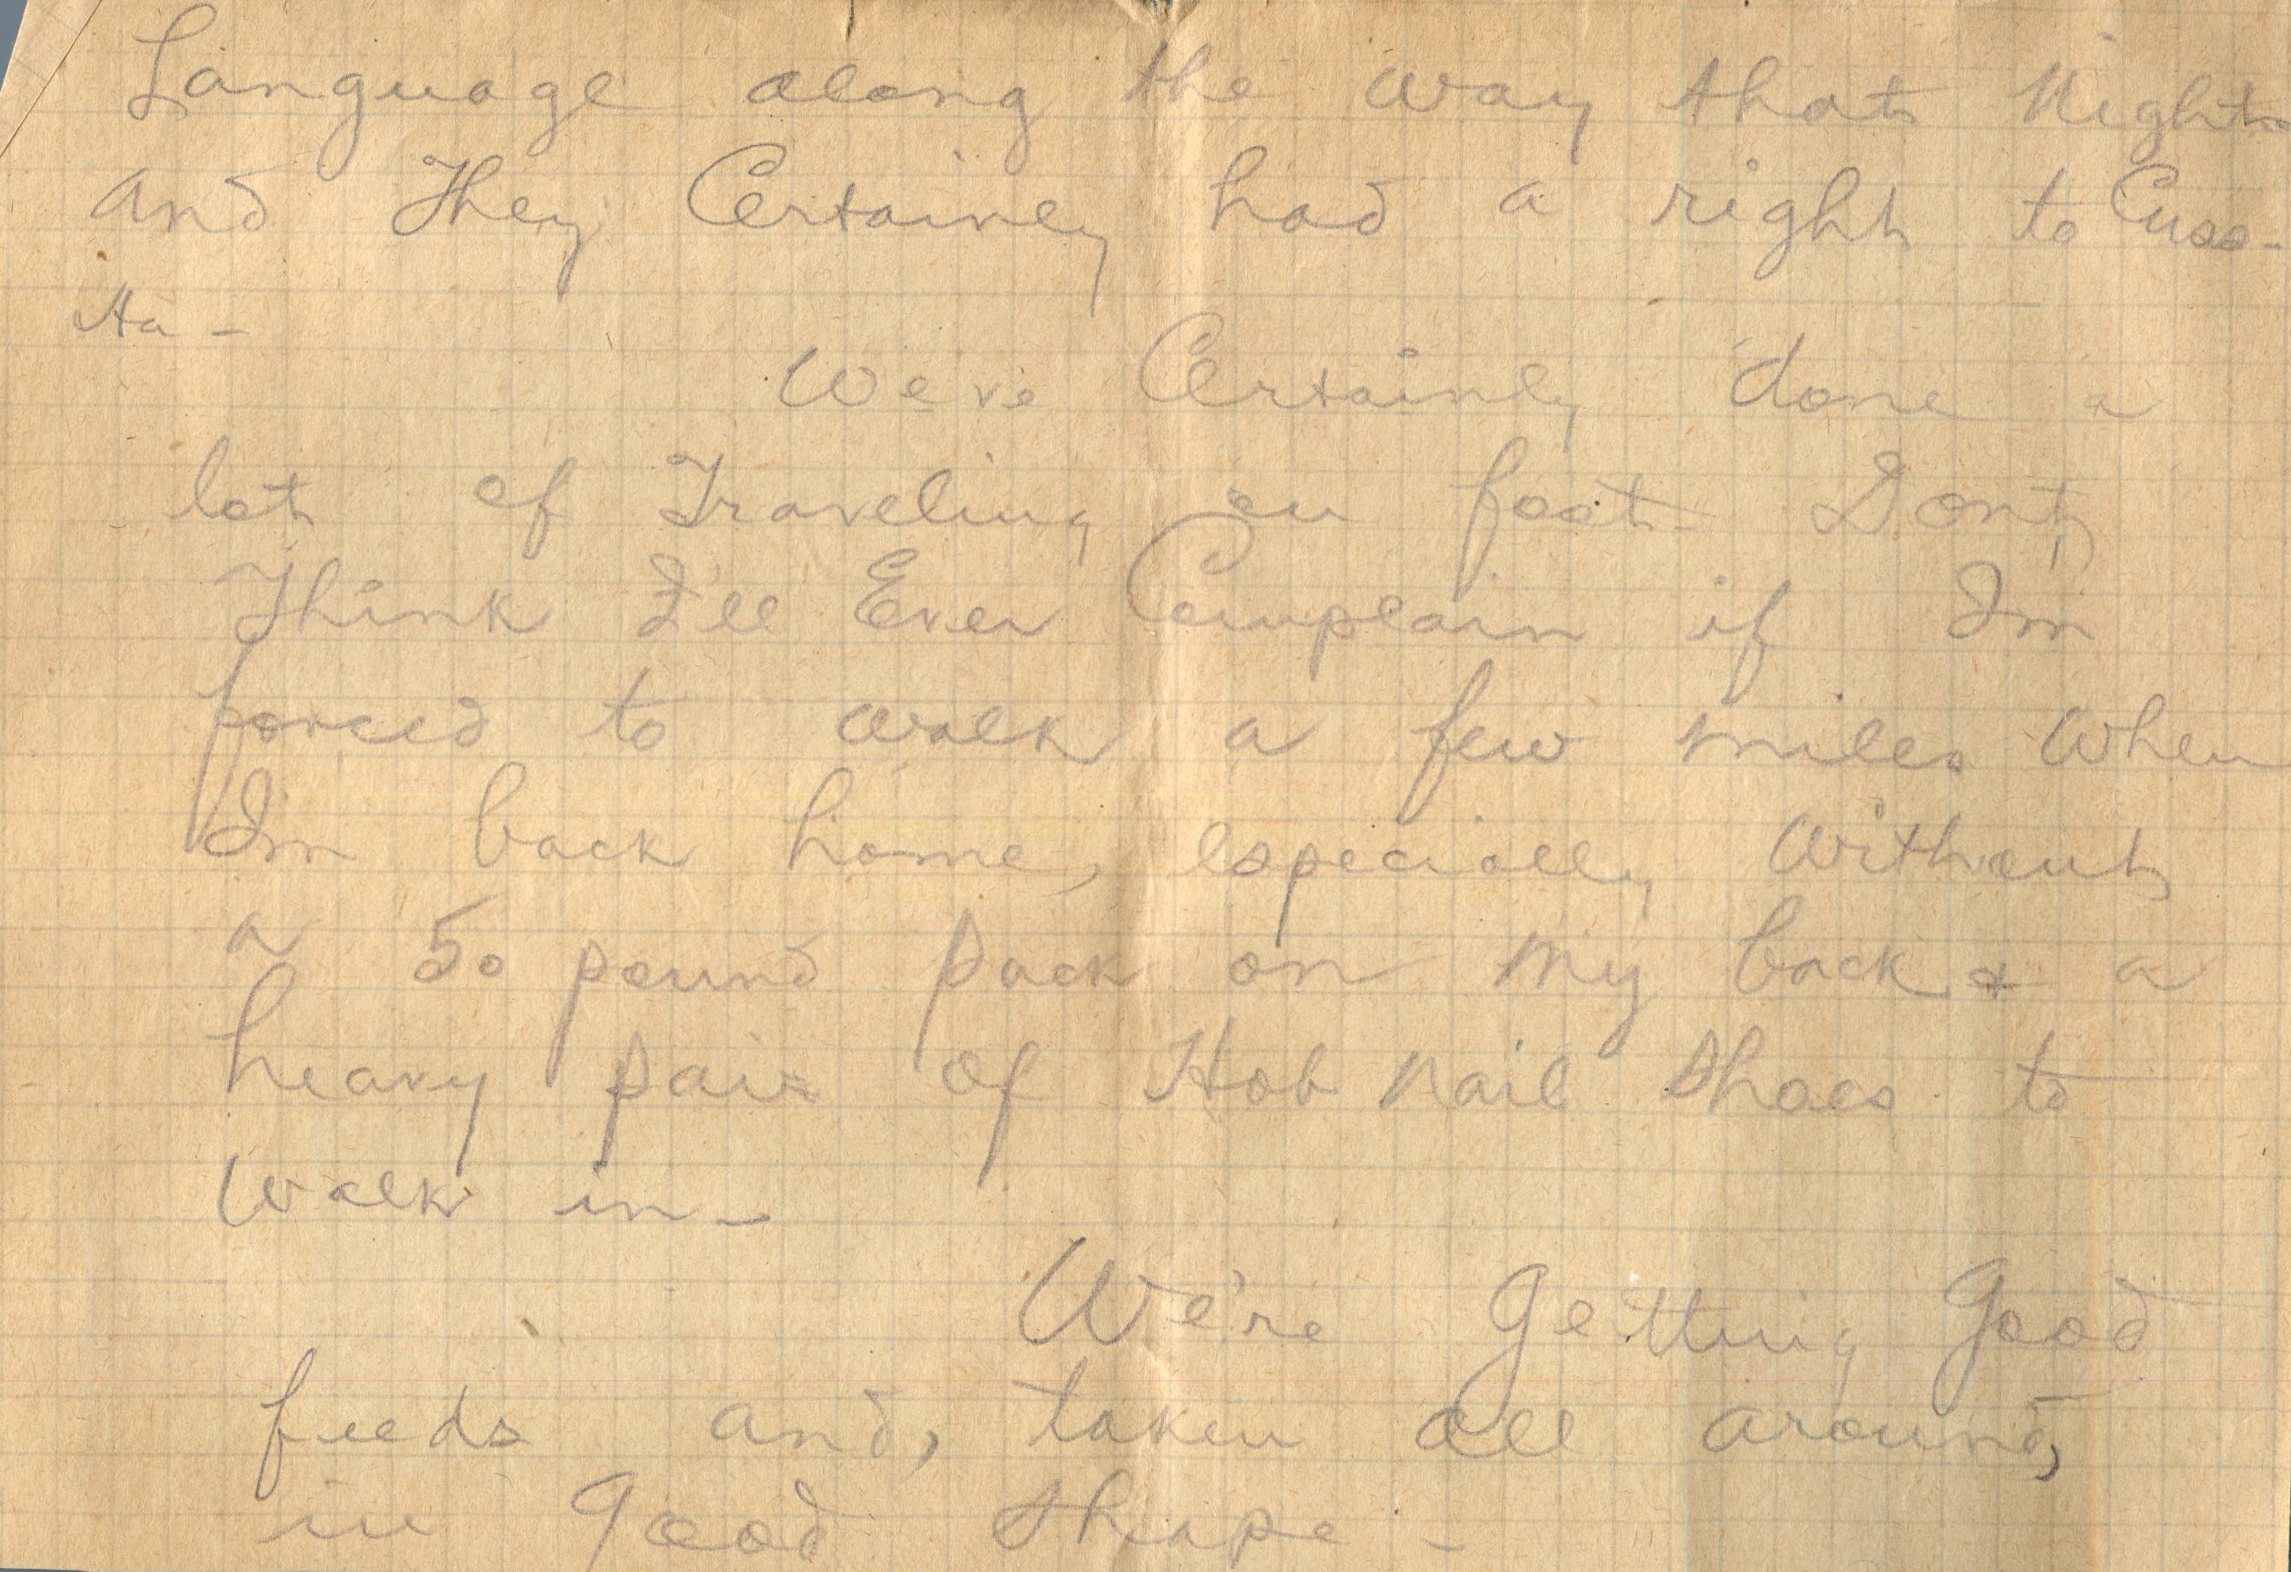 Language along the way that Night
and They Certainly had a right to Cuss -
Ha -
We've Certainly done a
lot of Traveling on foot - Don't
Think I'll Ever Complain if I'm
forced to walk a few miles when
I'm back home, especially without
a 50 pound pack on my back & a
heavy pair of Hob Nail shoes to
walk in -
We're Getting Good
feeds and, taken all around,
in good shape -